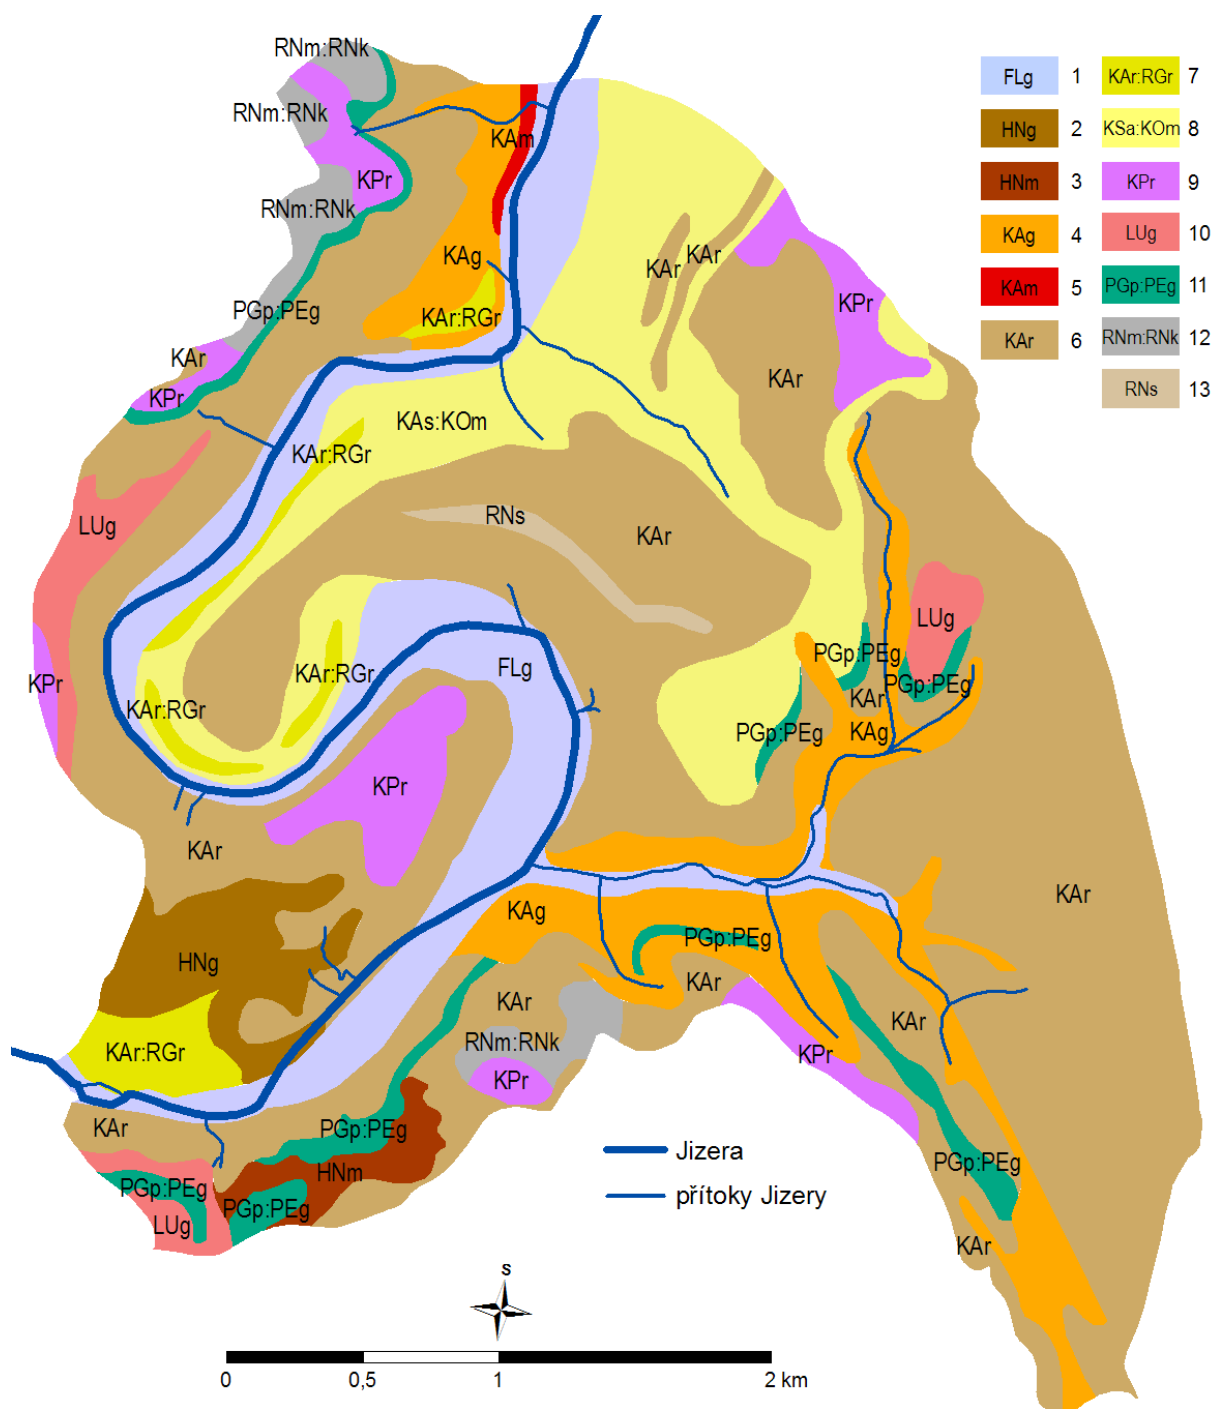 RNm:RNk
RNm:RNk
KAm
KPr
RNm:RNk
KAg
KAr
KAr
PGp:PEg
KAr:RGr
KPr
KAr
KPr
KAr
KAs:KOm
KAr:RGr
LUg
RNs
KAr
LUg
PGp:PEg
FLg
KAr:RGr
PGp:PEg
KPr
KAr
KAr:RGr
PGp:PEg
KAg
KPr
KAr
KAr
KAg
PGp:PEg
HNg
KAr
KAr
KAr
RNm:RNk
KAr:RGr
KPr
KPr
KAr
PGp:PEg
HNm
PGp:PEg
PGp:PEg
PGp:PEg
LUg
KAr
FLg 1
HNg 2
HNm 3
KAg 4
KAm 5
KAr 6
KAr:RGr 7
KSa:KOm 8
KPr 9
LUg 10
PGp:PEg 11
RNm:RNk 12
RNs 13
Jizera
přítoky Jizery
S
0 0,5 1 2 km